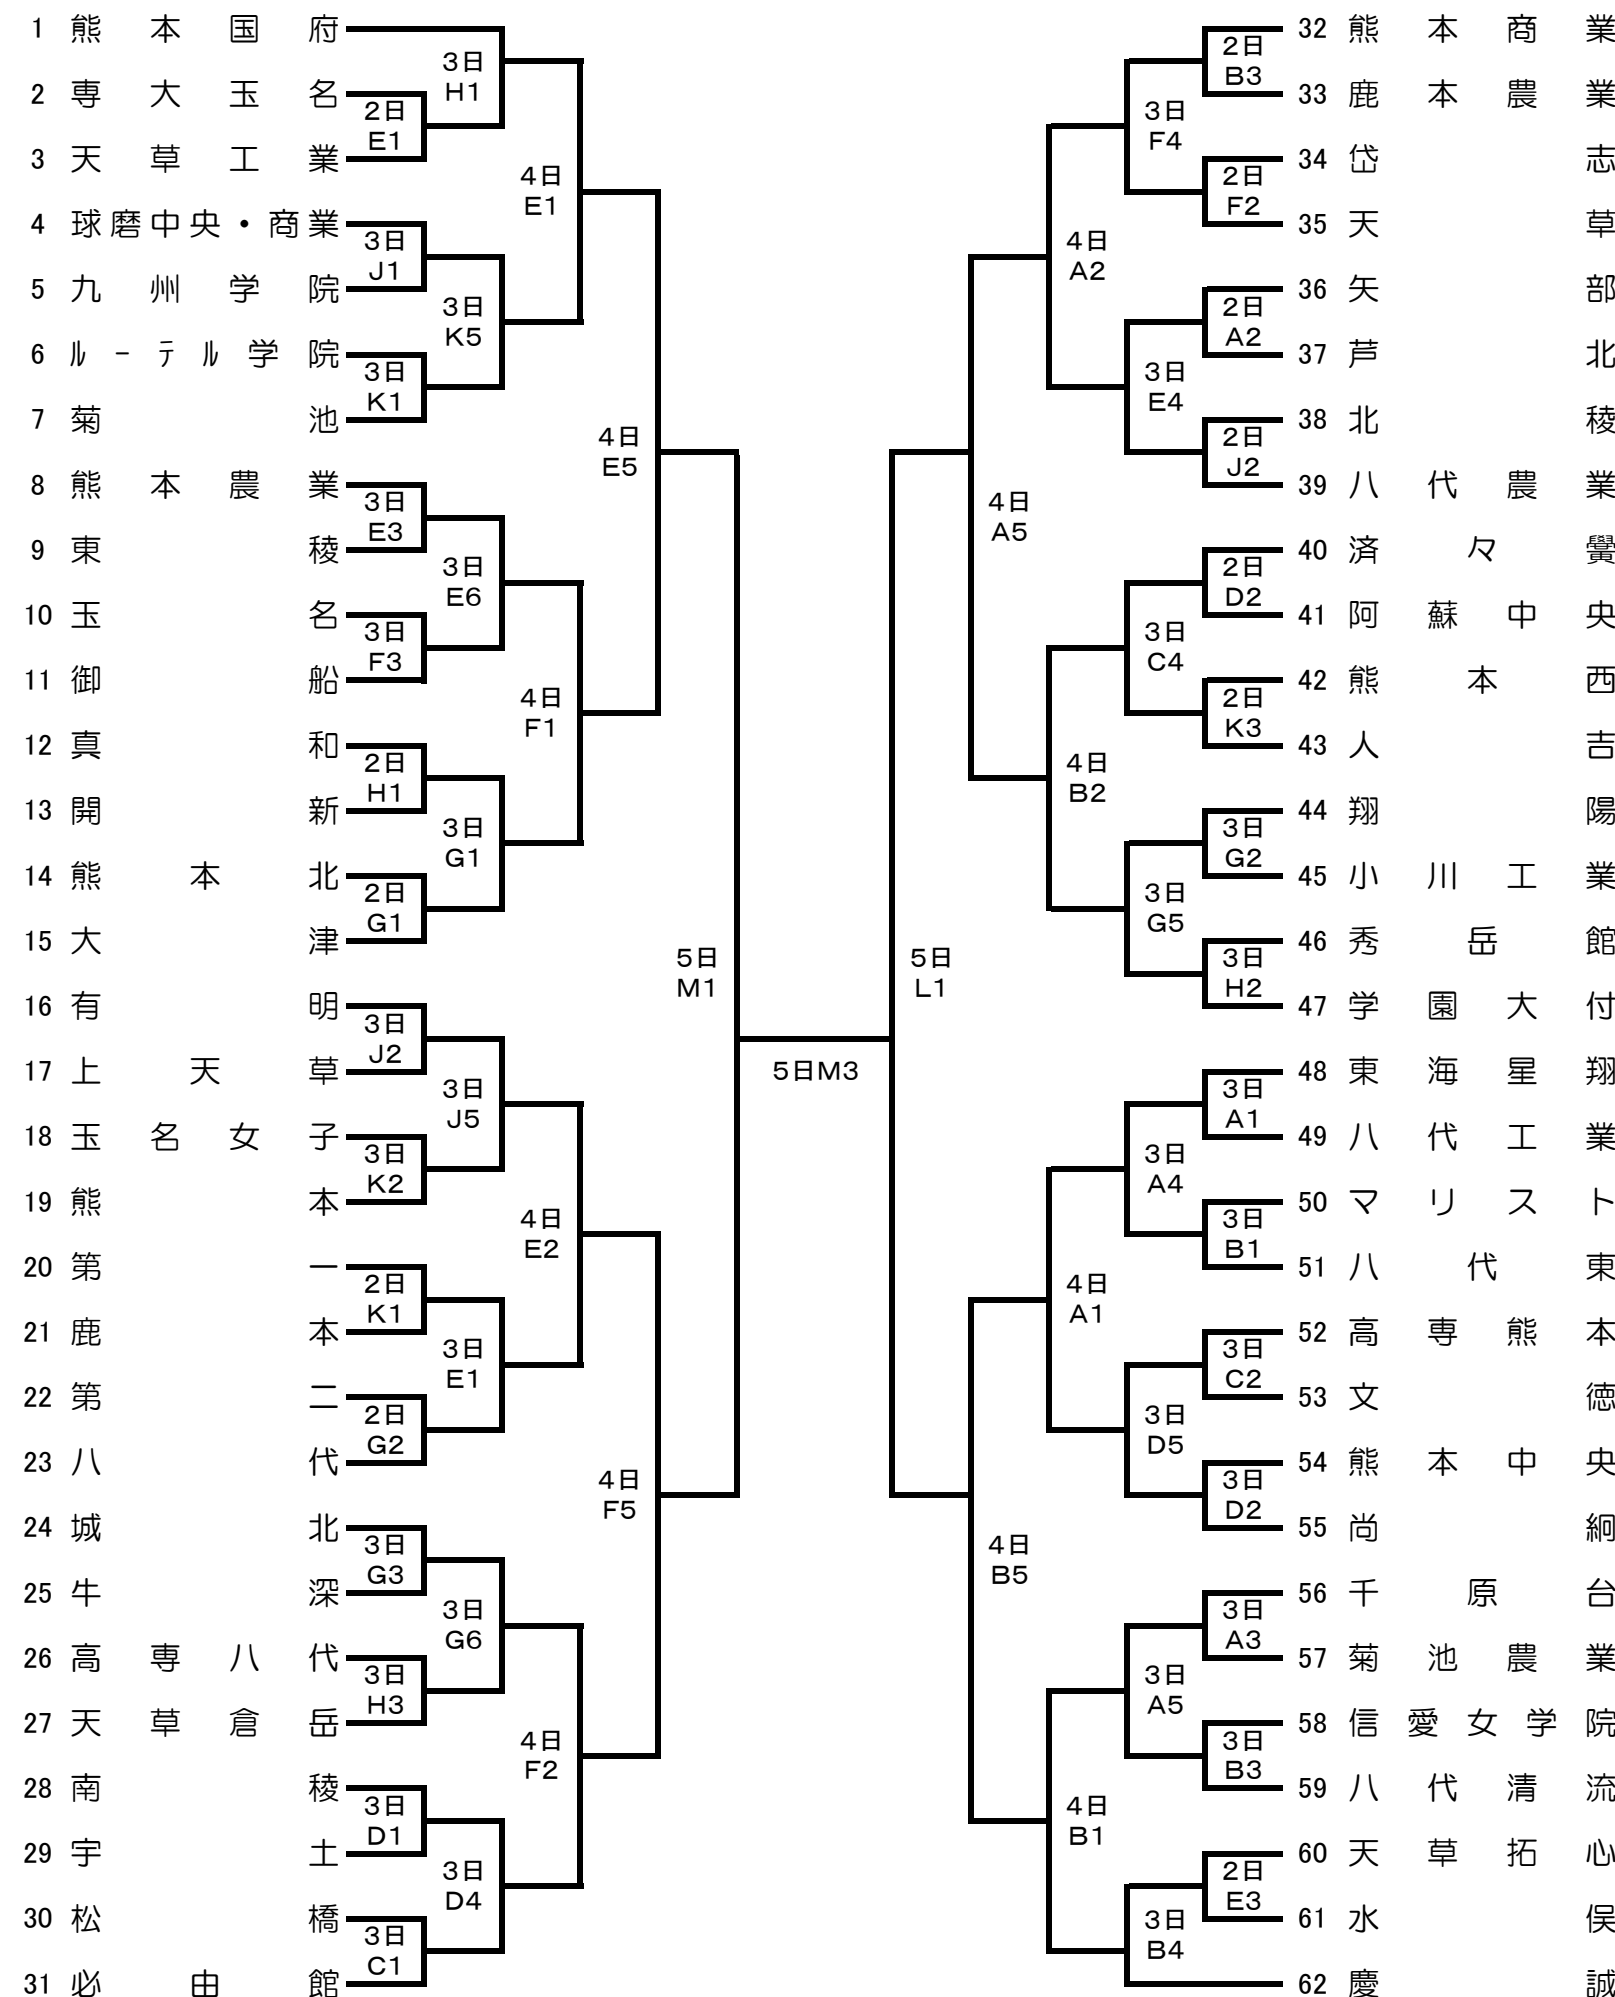 1 熊本国府
2 専大玉名
3 天草工業
4 球磨中央・商業
5 九州学院
6 ルーテル学院
7 菊池
8 熊本農業
9 東稜
10 玉名
11 御船
12 真和
13 開新
14 熊本北
15 大津
16 有明
17 上天草
18 玉名女子
19 熊本
20 第一
21 鹿本
22 第二
23 八代
24 城北
25 牛深
26 高専八代
27 天草倉岳
28 南稜
29 宇土
30 松橋
31 必由館
2日
E1
3日
J1
3日
K1
3日
E3
3日
F3
2日
H1
2日
G1
3日
J2
3日
K2
2日
K1
2日
G2
3日
G3
3日
H3
3日
D1
3日
C1
3日
H1
3日
K5
3日
E6
3日
G1
3日
J5
3日
E1
3日
G6
3日
D4
4日
E1
4日
F1
4日
E2
4日
F2
4日
E5
4日
F5
5日
M1
5日M3
5日
L1
4日
A5
4日
B5
4日
A2
4日
B2
4日
A1
4日
B1
3日
F4
3日
E4
3日
C4
3日
G5
3日
A4
3日
D5
3日
A5
3日
B4
2日
B3
2日
F2
2日
A2
2日
J2
2日
D2
2日
K3
3日
G2
3日
H2
3日
A1
3日
B1
3日
C2
3日
D2
3日
A3
3日
B3
2日
E3
32 熊本商業
33 鹿本農業
34 岱志
35 天草
36 矢部
37 芦北
38 北稜
39 八代農業
40 済々黌
41 阿蘇中央
42 熊本西
43 人吉
44 翔陽
45 小川工業
46 秀岳館
47 学園大付
48 東海星翔
49 八代工業
50 マリスト
51 八代東
52 高専熊本
53 文徳
54 熊本中央
55 尚絅
56 千原台
57 菊池農業
58 信愛女学院
59 八代清流
60 天草拓心
61 水俣
62 慶誠